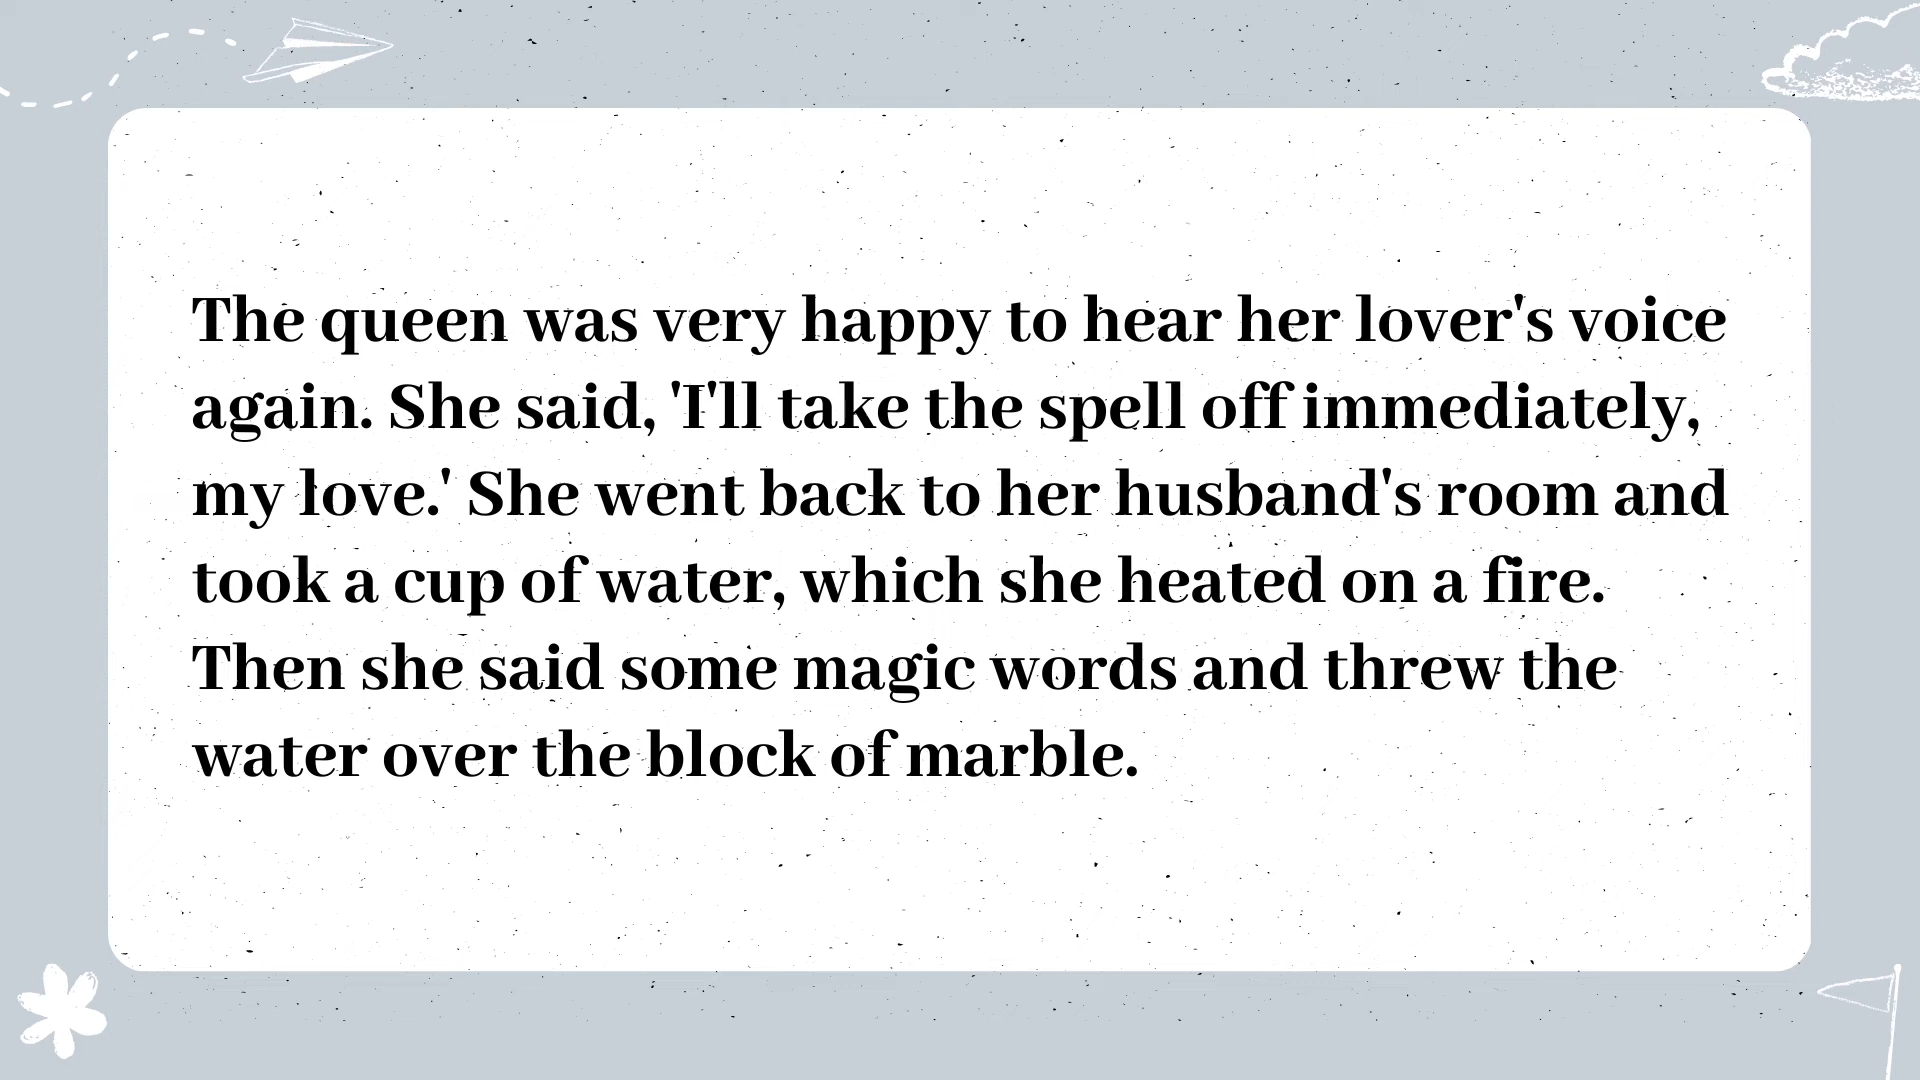 The queen was very happy to hear her lover's voice
again. She said, 'I'll take the spell off immediately,
my love.' She went back to her husband's room and
took a cup of water, which she heated on a fire.
Then she said some magic words and threw the
water over the block of marble.